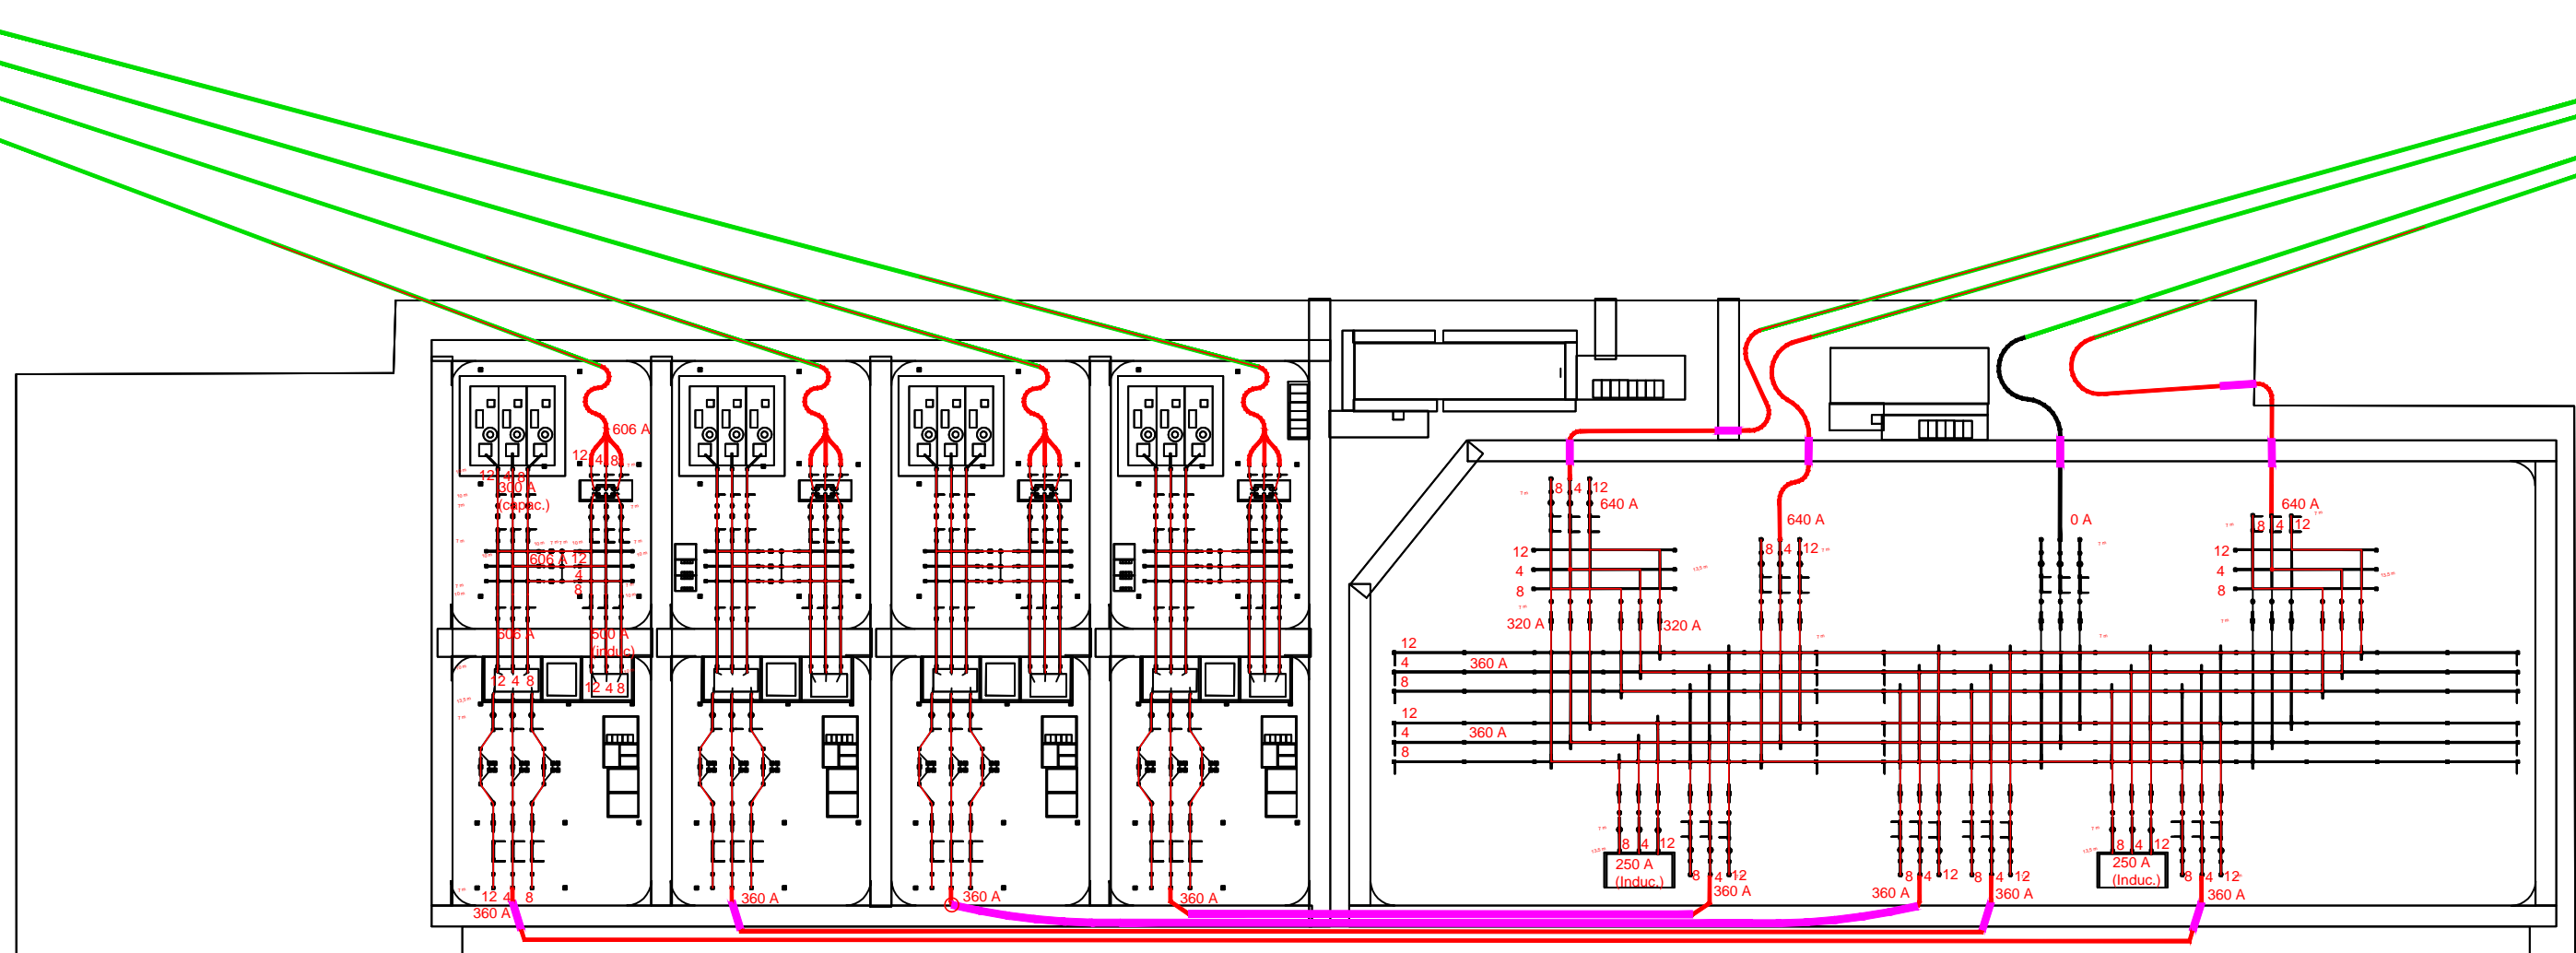 606 A
12 4 8
12 4 8
300 A
(capac.)
606 A 12
4
8
606 A
500 A
(induc)
12 4 8
12 4 8
12 4 8
360 A
360 A
360 A
360 A
8 4 12
640 A
12
4
8
320 A
320 A
640 A
8 4 12
0 A
640 A
8 4 12
12
4
8
12
4
360 A
8
12
4
360 A
8
8 4 12
250 A
(Induc.)
8 4 12
360 A
8 4 12
360 A
8 4 12
360 A
8 4 12
250 A
(Induc.)
8 4 12
360 A